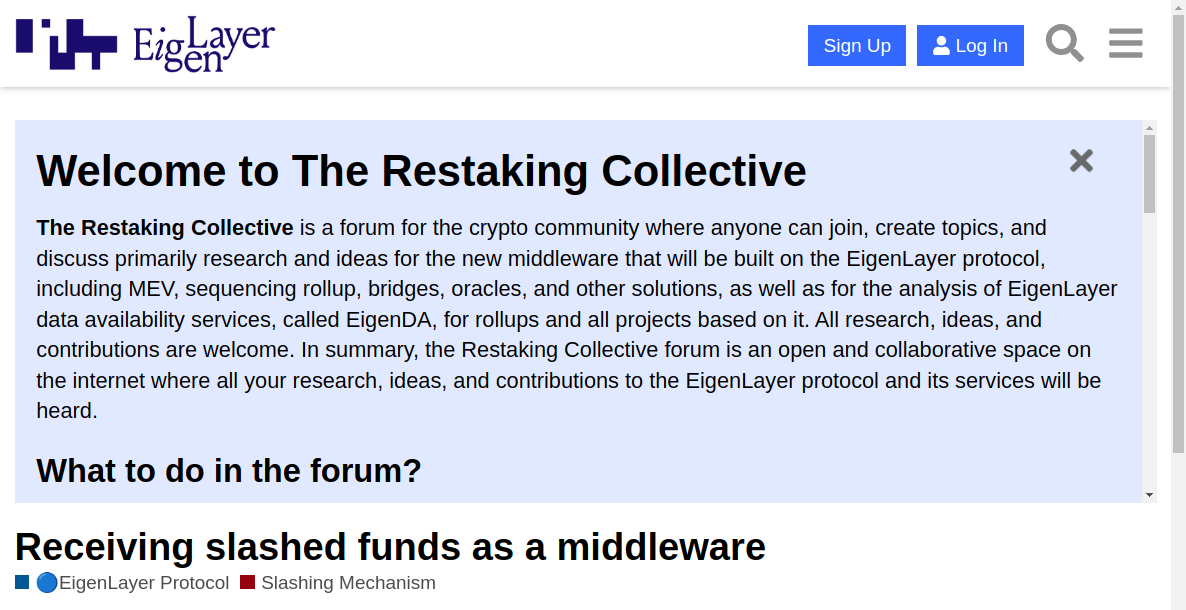 EigLayer
gen
Sign Up
Log In
Welcome to The Restaking Collective
The Restaking Collective is a forum for the crypto community where anyone can join, create topics, and
discuss primarily research and ideas for the new middleware that will be built on the EigenLayer protocol,
including MEV, sequencing rollup, bridges, oracles, and other solutions, as well as for the analysis of EigenLayer
data availability services, called EigenDA, for rollups and all projects based on it. All research, ideas, and
contributions are welcome. In summary, the Restaking Collective forum is an open and collaborative space on
the internet where all your research, ideas, and contributions to the EigenLayer protocol and its services will be
heard.
What to do in the forum?
Receiving slashed funds as a middleware
EigenLayer Protocol Slashing Mechanism